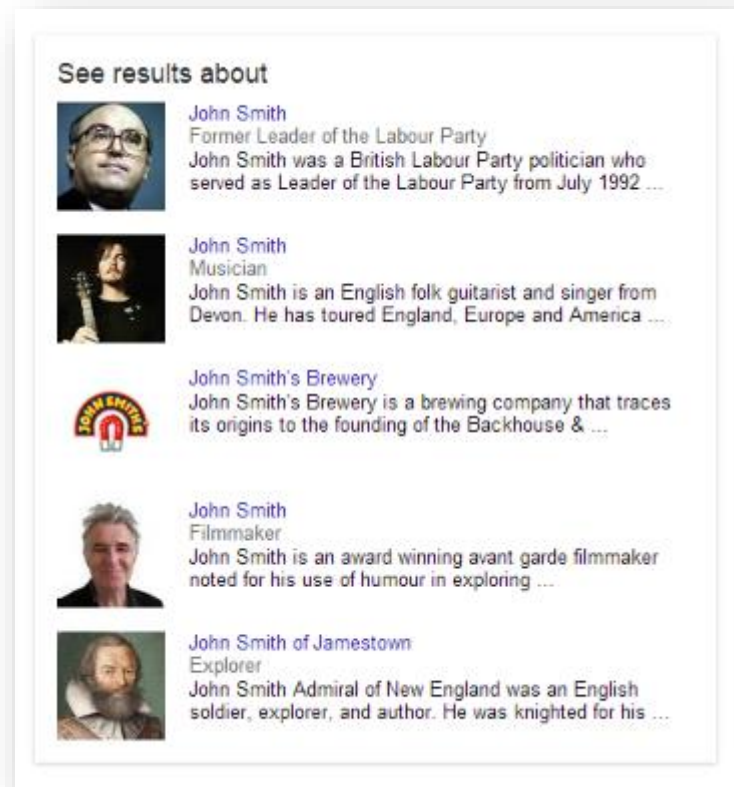 See results about
John Smith
Former Leader of the Labour Party
John Smith was a British Labour Party politician who
served as Leader of the Labour Party from July 1992 ...
John Smith
Musician
John Smith is an English folk guitarist and singer from
Devon. He has toured England, Europe and America ...
John Smith's Brewery
John Smith's Brewery is a brewing company that traces
its origins to the founding of the Backhouse & ...
JOHN SMITH'S
John Smith
Filmmaker
John Smith is an award winning avant garde filmmaker
noted for his use of humour in exploring ...
John Smith of Jamestown
Explorer
John Smith Admiral of New England was an English
soldier, explorer, and author. He was knighted for his ...